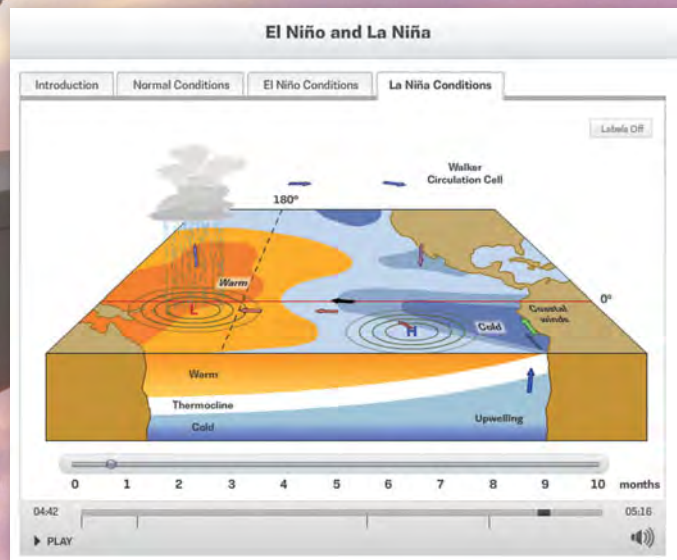 El Niño and La Niña
Introduction
Normal Conditions
El Niño Conditions
La Niña Conditions
Labels Off
Walker
Circulation Cell
180°
Warm
L
0°
Coastal
winds
Cold
H
Warm
Thermocline
Cold
Upwelling
0 1 2 3 4 5 6 7 8 9 10 months
04:42
05:16
PLAY